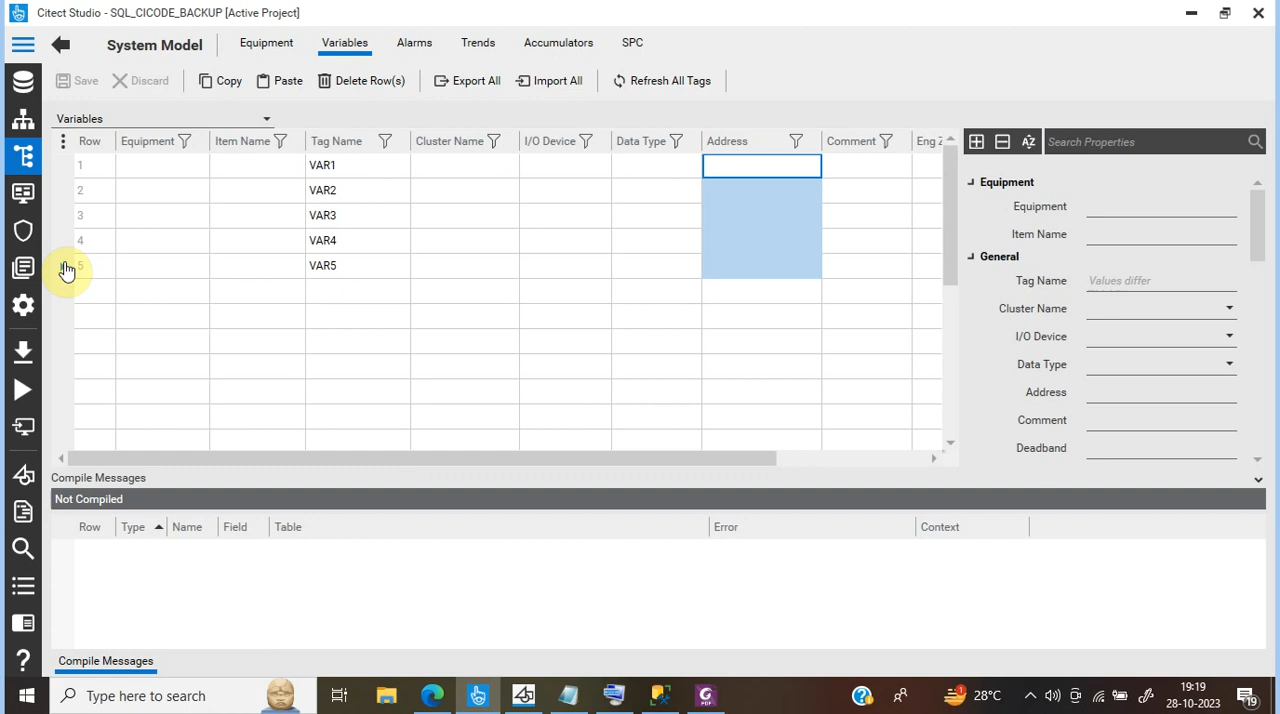 Citect Studio - SQL_CICODE_BACKUP [Active Project]
System Model Equipment Variables Alarms Trends Accumulators SPC
Save Discard Copy Paste Delete Row(s) Export All Import All Refresh All Tags
Variables
Row Equipment Item Name Tag Name Cluster Name I/O Device Data Type Address Comment Eng Z
Search Properties
1 VAR1
2 VAR2
3 VAR3
4 VAR4
5 VAR5
Equipment
Equipment
Item Name
General
Tag Name Values differ
Cluster Name
I/O Device
Data Type
Address
Comment
Deadband
Compile Messages
Not Compiled
Row Type Name Field Table Error Context
Compile Messages
Type here to search
1
28°C
19:19
28-10-2023
19